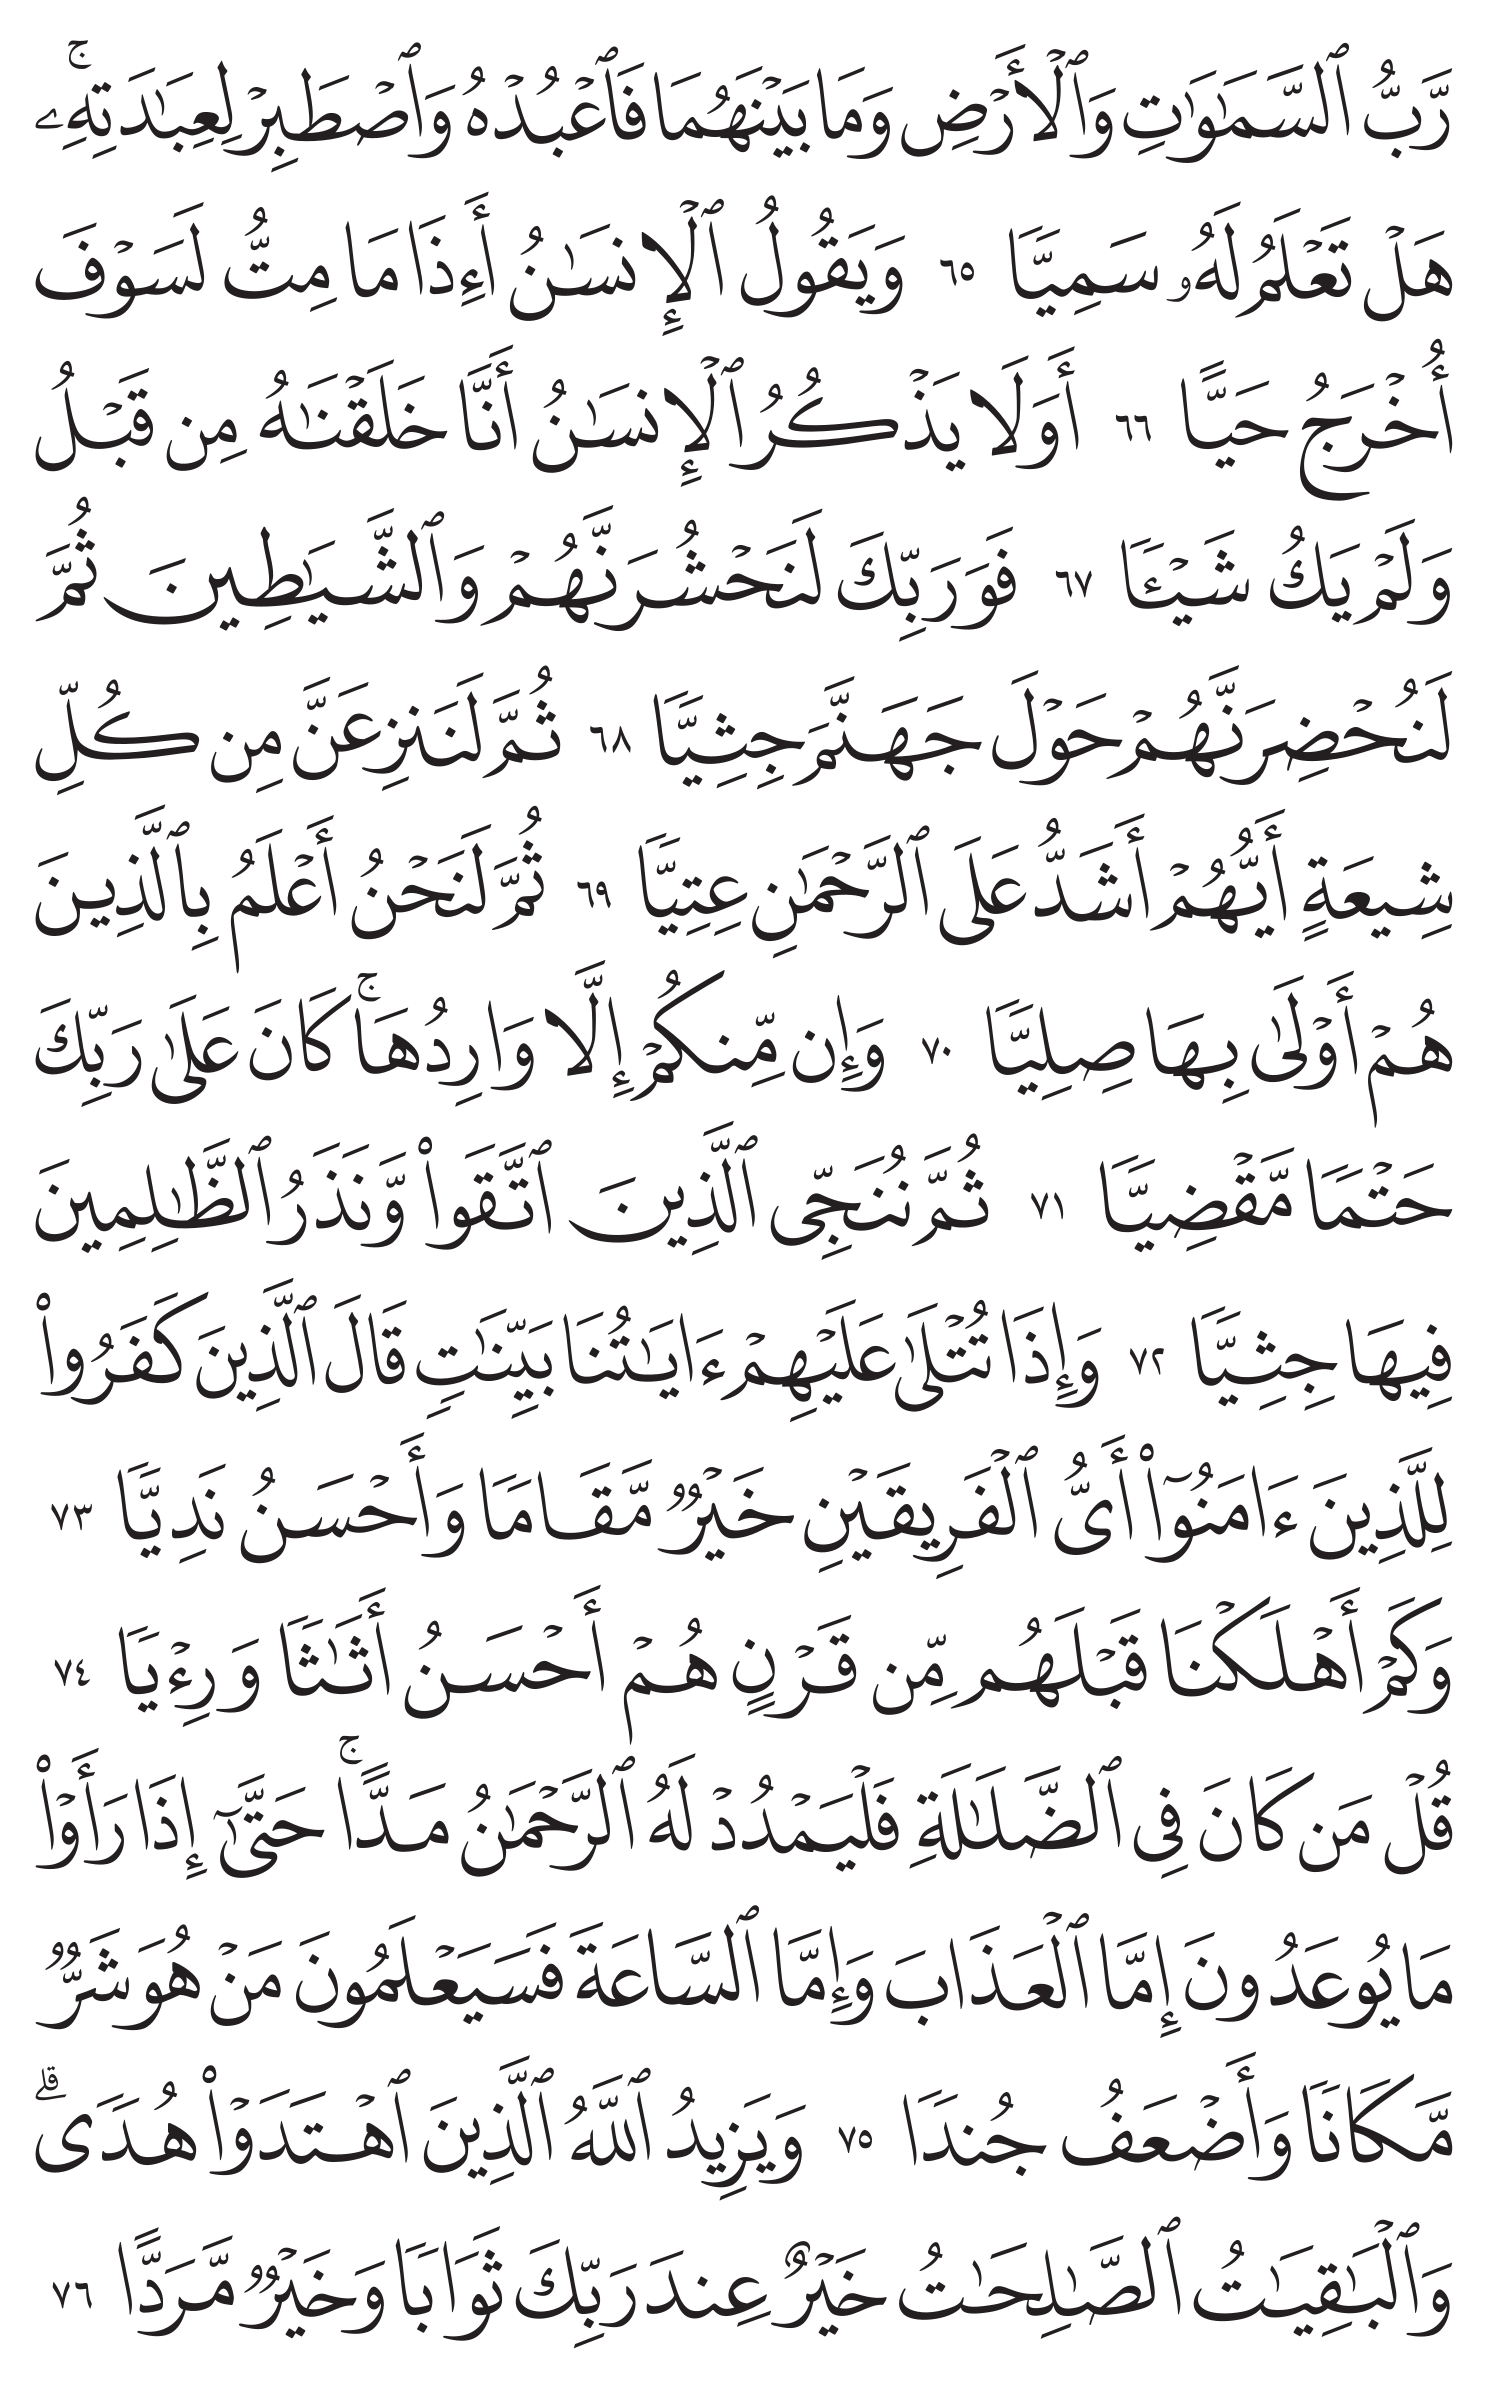 رَّبُّ ٱلسَّمَٰوَٰتِ وَٱلْأَرْضِ وَمَا بَيْنَهُمَا فَٱعْبُدْهُ وَٱصْطَبِرْ لِعِبَٰدَتِهِۦۚ
هَلْ تَعْلَمُ لَهُۥ سَمِيًّا ٦٥ وَيَقُولُ ٱلْإِنسَٰنُ أَءِذَا مَا مِتُّ لَسَوْفَ
أُخْرَجُ حَيًّا ٦٦ أَوَلَا يَذْكُرُ ٱلْإِنسَٰنُ أَنَّا خَلَقْنَٰهُ مِن قَبْلُ
وَلَمْ يَكُ شَيْـًٔا ٦٧ فَوَرَبِّكَ لَنَحْشُرَنَّهُمْ وَٱلشَّيَٰطِينَ ثُمَّ
لَنُحْضِرَنَّهُمْ حَوْلَ جَهَنَّمَ جِثِيًّا ٦٨ ثُمَّ لَنَنزِعَنَّ مِن كُلِّ
شِيعَةٍ أَيُّهُمْ أَشَدُّ عَلَى ٱلرَّحْمَٰنِ عِتِيًّا ٦٩ ثُمَّ لَنَحْنُ أَعْلَمُ بِٱلَّذِينَ
هُمْ أَوْلَىٰ بِهَا صِلِيًّا ٧٠ وَإِن مِّنكُمْ إِلَّا وَارِدُهَاۚ كَانَ عَلَىٰ رَبِّكَ
حَتْمًا مَّقْضِيًّا ٧١ ثُمَّ نُنَجِّى ٱلَّذِينَ ٱتَّقَوا۟ وَّنَذَرُ ٱلظَّٰلِمِينَ
فِيهَا جِثِيًّا ٧٢ وَإِذَا تُتْلَىٰ عَلَيْهِمْ ءَايَٰتُنَا بَيِّنَٰتٍ قَالَ ٱلَّذِينَ كَفَرُوا۟
لِلَّذِينَ ءَامَنُوٓا۟ أَىُّ ٱلْفَرِيقَيْنِ خَيْرٌ مَّقَامًا وَأَحْسَنُ نَدِيًّا ٧٣
وَكَمْ أَهْلَكْنَا قَبْلَهُم مِّن قَرْنٍ هُمْ أَحْسَنُ أَثَٰثًا وَرِءْيًا ٧٤
قُلْ مَن كَانَ فِى ٱلضَّلَٰلَةِ فَلْيَمْدُدْ لَهُ ٱلرَّحْمَٰنُ مَدًّاۚ حَتَّىٰٓ إِذَا رَأَوْا۟
مَا يُوعَدُونَ إِمَّا ٱلْعَذَابَ وَإِمَّا ٱلسَّاعَةَ فَسَيَعْلَمُونَ مَنْ هُوَ شَرٌّ
مَّكَانًا وَأَضْعَفُ جُندًا ٧٥ وَيَزِيدُ ٱللَّهُ ٱلَّذِينَ ٱهْتَدَوْا۟ هُدًىۗ
وَٱلْبَٰقِيَٰتُ ٱلصَّٰلِحَٰتُ خَيْرٌ عِندَ رَبِّكَ ثَوَابًا وَخَيْرٌ مَّرَدًّا ٧٦